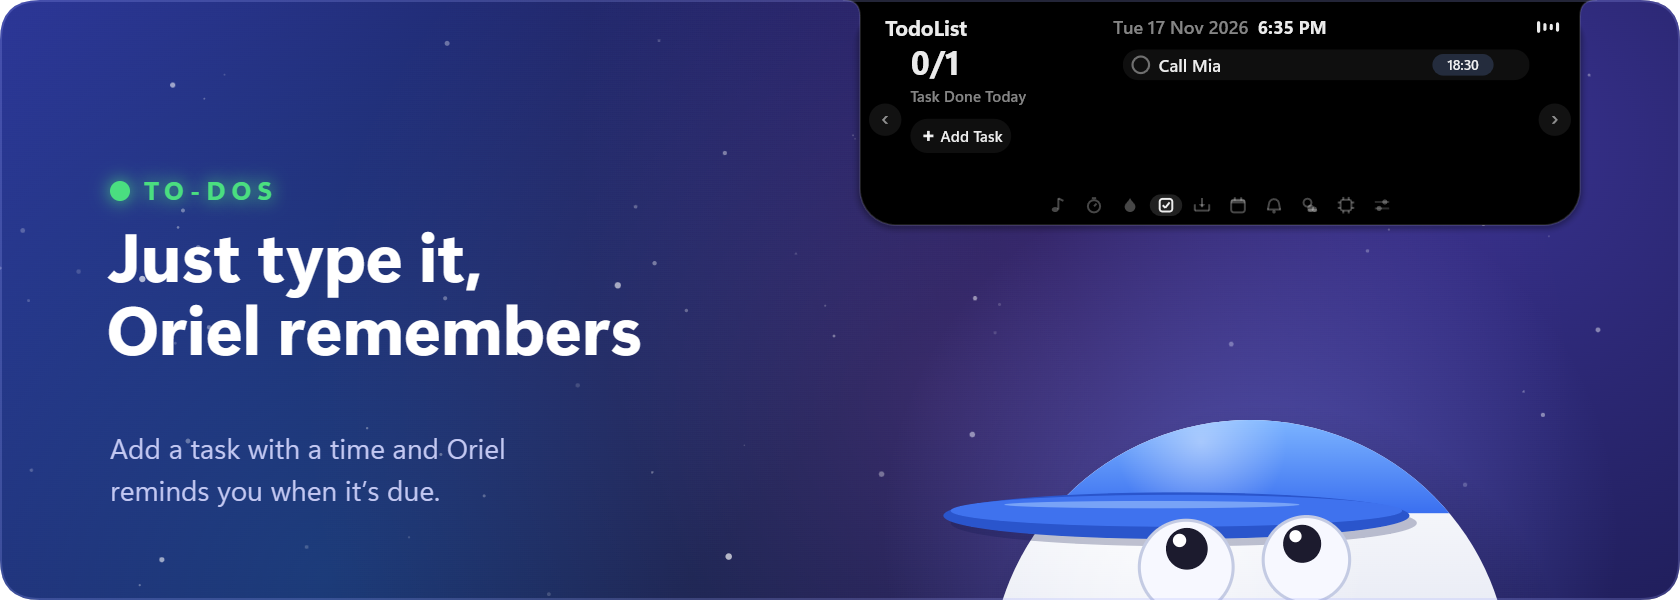 TO-DOS
Just type it,
Oriel remembers
Add a task with a time and Oriel
reminds you when it’s due.
TodoList
Tue 17 Nov 2026 6:35 PM
0/1
Task Done Today
+ Add Task
Call Mia
18:30